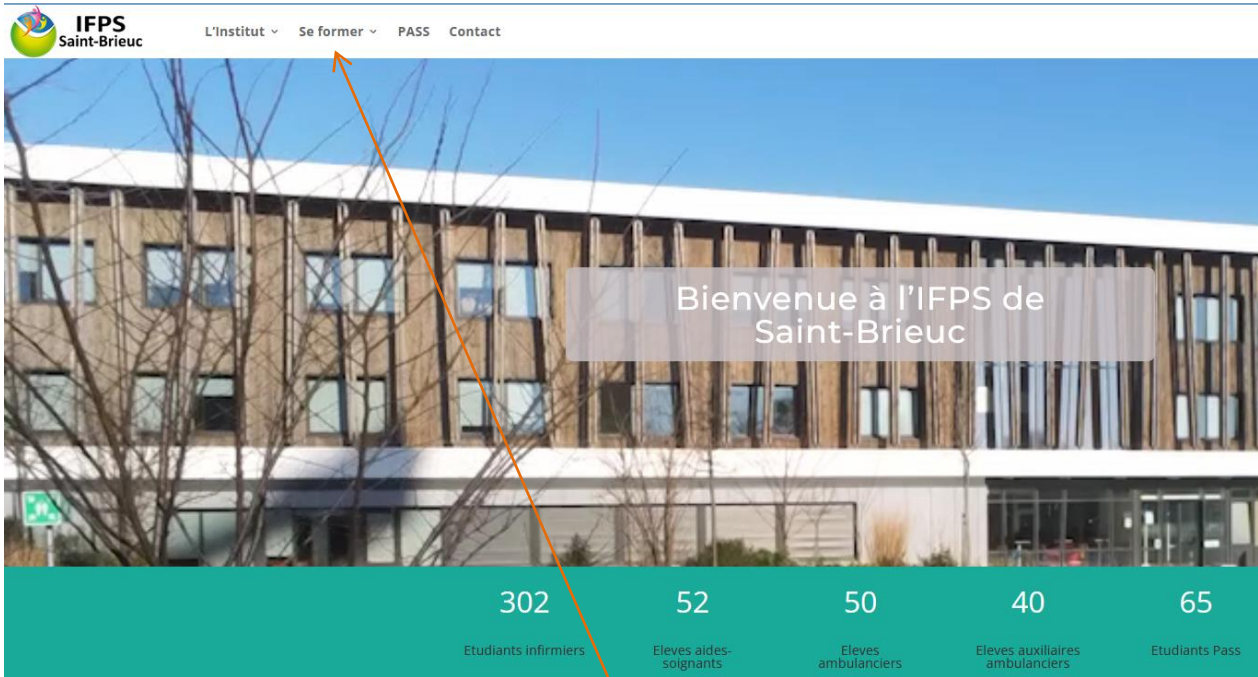 IFPS
Saint-Brieuc
L'Institut
Se former
PASS
Contact
Bienvenue à l'IFPS de
Saint-Brieuc
302
52
50
40
65
Etudiants infirmiers
Eleves aides-
soignants
Eleves
ambulanciers
Eleves auxiliaires
ambulanciers
Etudiants Pass